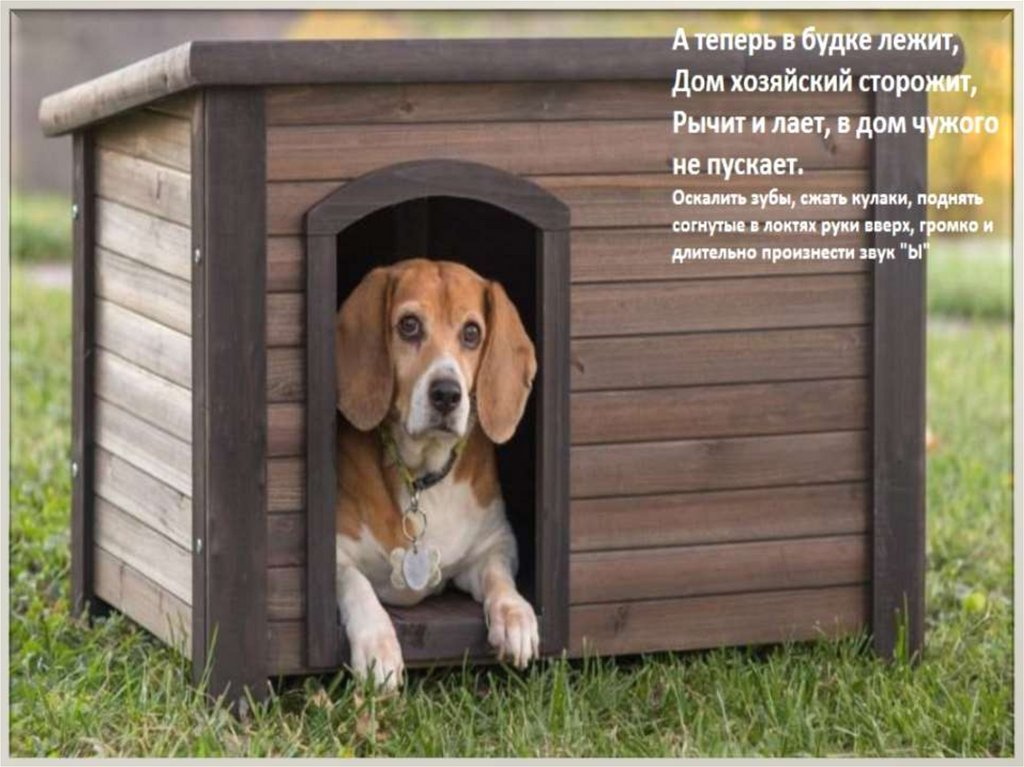 А теперь в будке лежит,
Дом хозяйский сторожит,
Рычит и лает, в дом чужого
не пускает.
Оскалить зубы, сжать кулаки, поднять
согнутые в локтях руки вверх, громко и
длительно произнести звук "Ы"